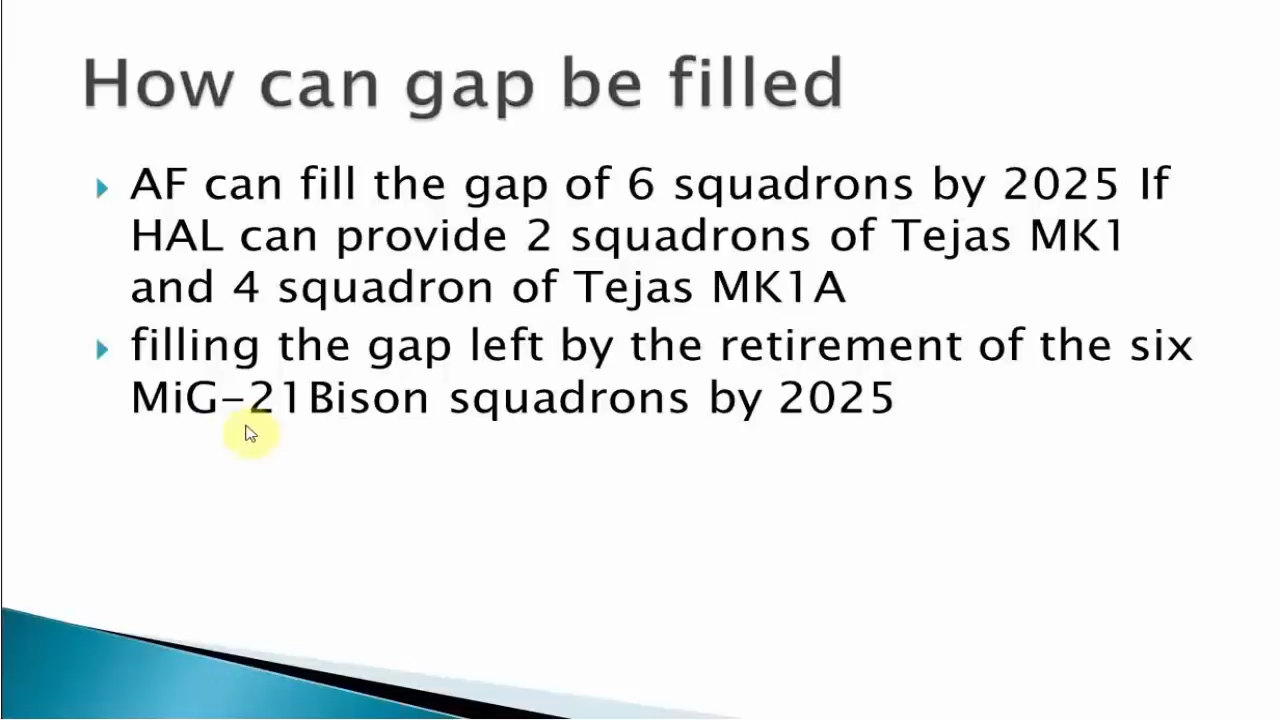 How can gap be filled
AF can fill the gap of 6 squadrons by 2025 If
HAL can provide 2 squadrons of Tejas MK1
and 4 squadron of Tejas MK1A
filling the gap left by the retirement of the six
MiG-21Bison squadrons by 2025